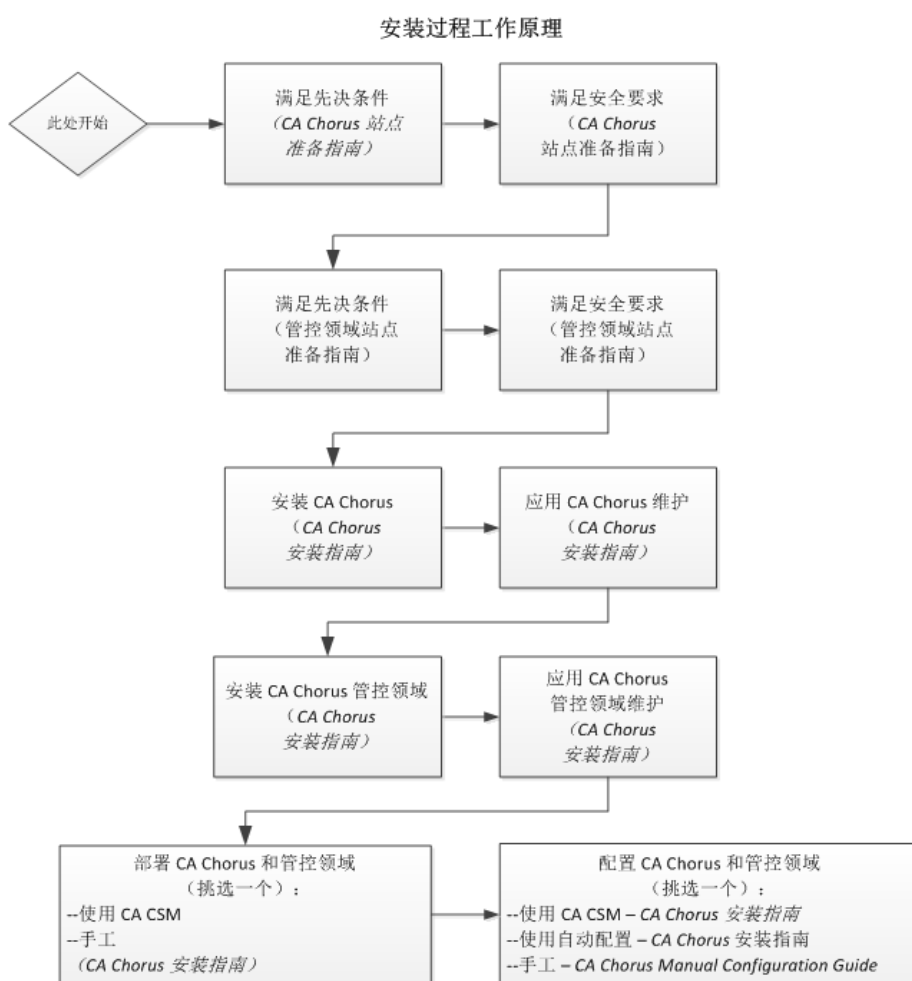 安装过程工作原理
此处开始
满足先决条件
（CA Chorus 站点
准备指南）
满足安全要求
（CA Chorus
站点准备指南）
满足先决条件
（管控领域站点
准备指南）
满足安全要求
（管控领域站点
准备指南）
安装 CA Chorus
（CA Chorus
安装指南）
应用 CA Chorus 维护
（CA Chorus
安装指南）
安装 CA Chorus 管控领域
（CA Chorus
安装指南）
应用 CA Chorus
管控领域维护
（CA Chorus
安装指南）
部署 CA Chorus 和管控领域
（挑选一个）：
--使用 CA CSM
--手工
（CA Chorus 安装指南）
配置 CA Chorus 和管控领域
（挑选一个）：
--使用 CA CSM – CA Chorus 安装指南
--使用自动配置 – CA Chorus 安装指南
--手工 – CA Chorus Manual Configuration Guide